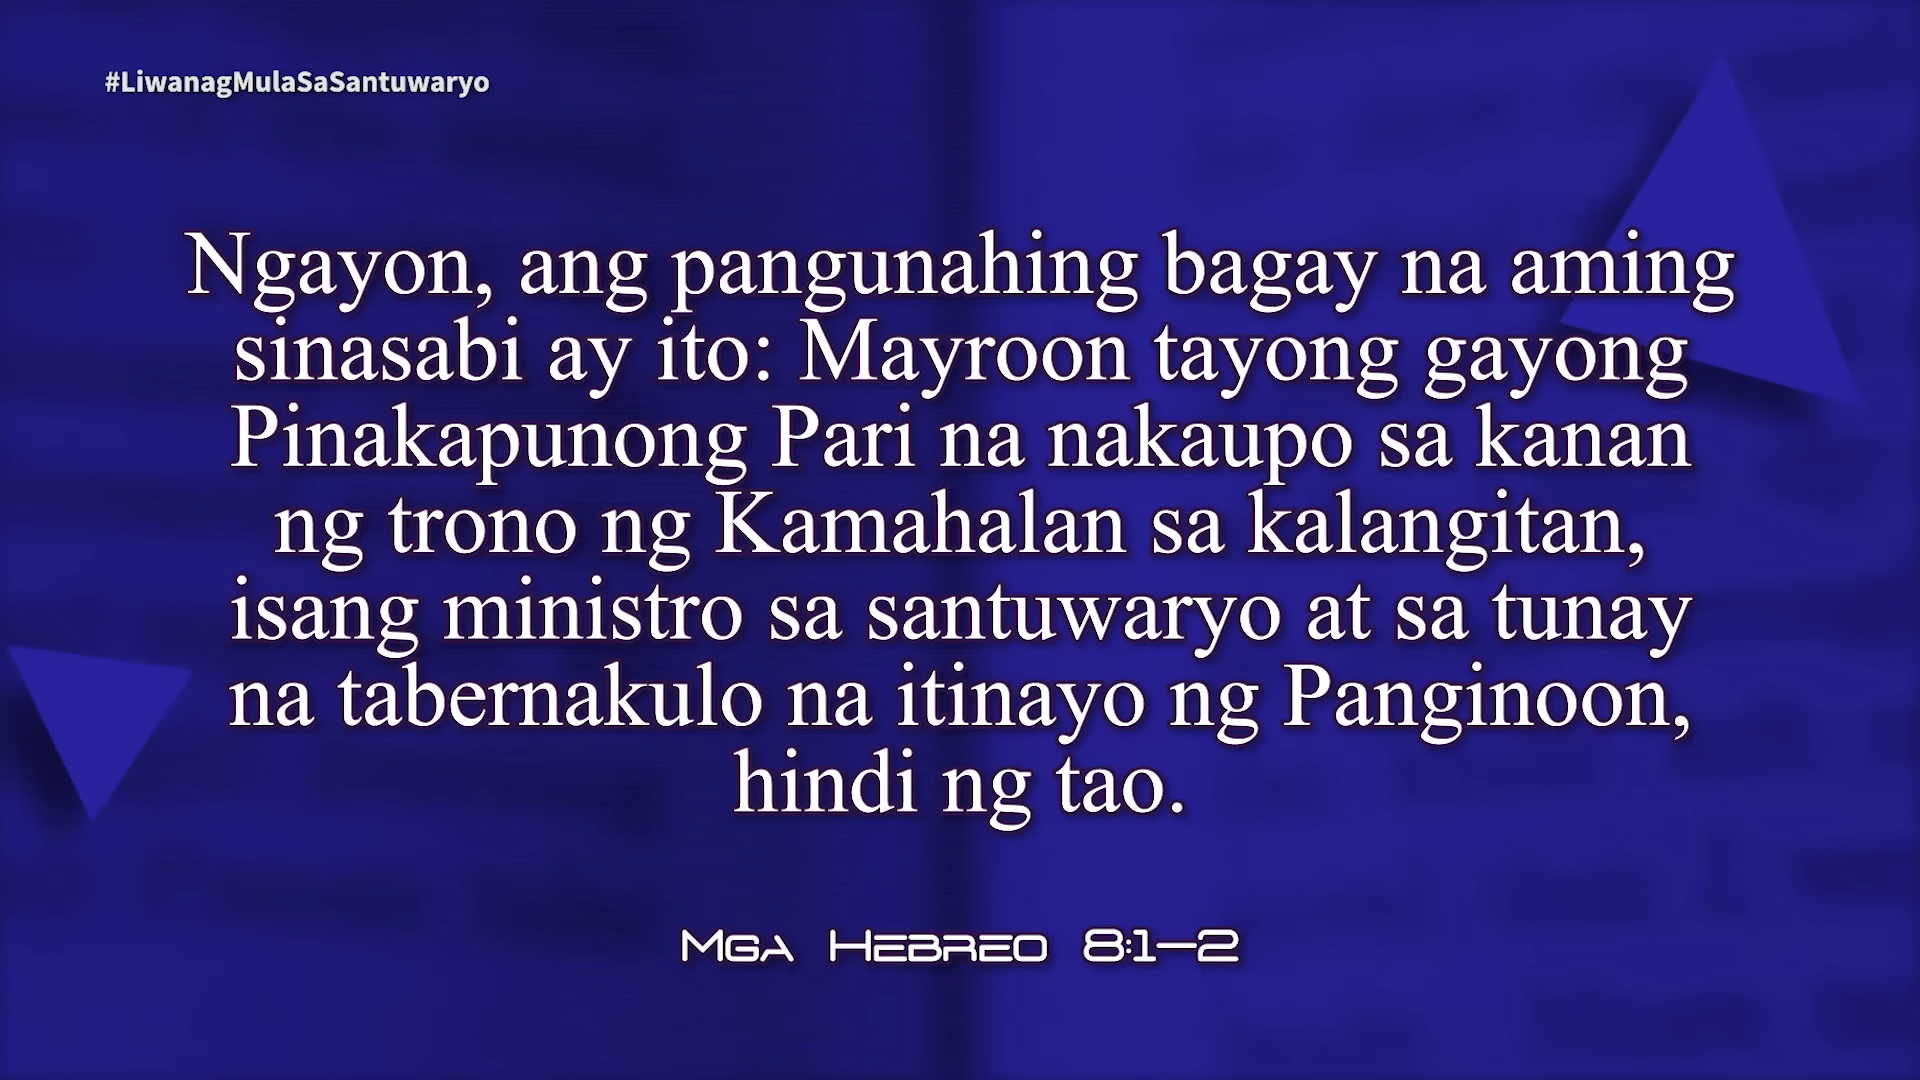 #LiwanagMulaSaSantuwaryo
Ngayon, ang pangunahing bagay na aming
sinasabi ay ito: Mayroon tayong gayong
Pinakapunong Pari na nakaupo sa kanan
ng trono ng Kamahalan sa kalangitan,
isang ministro sa santuwaryo at sa tunay
na tabernakulo na itinayo ng Panginoon,
hindi ng tao.
Mga Hebreo 8:1–2